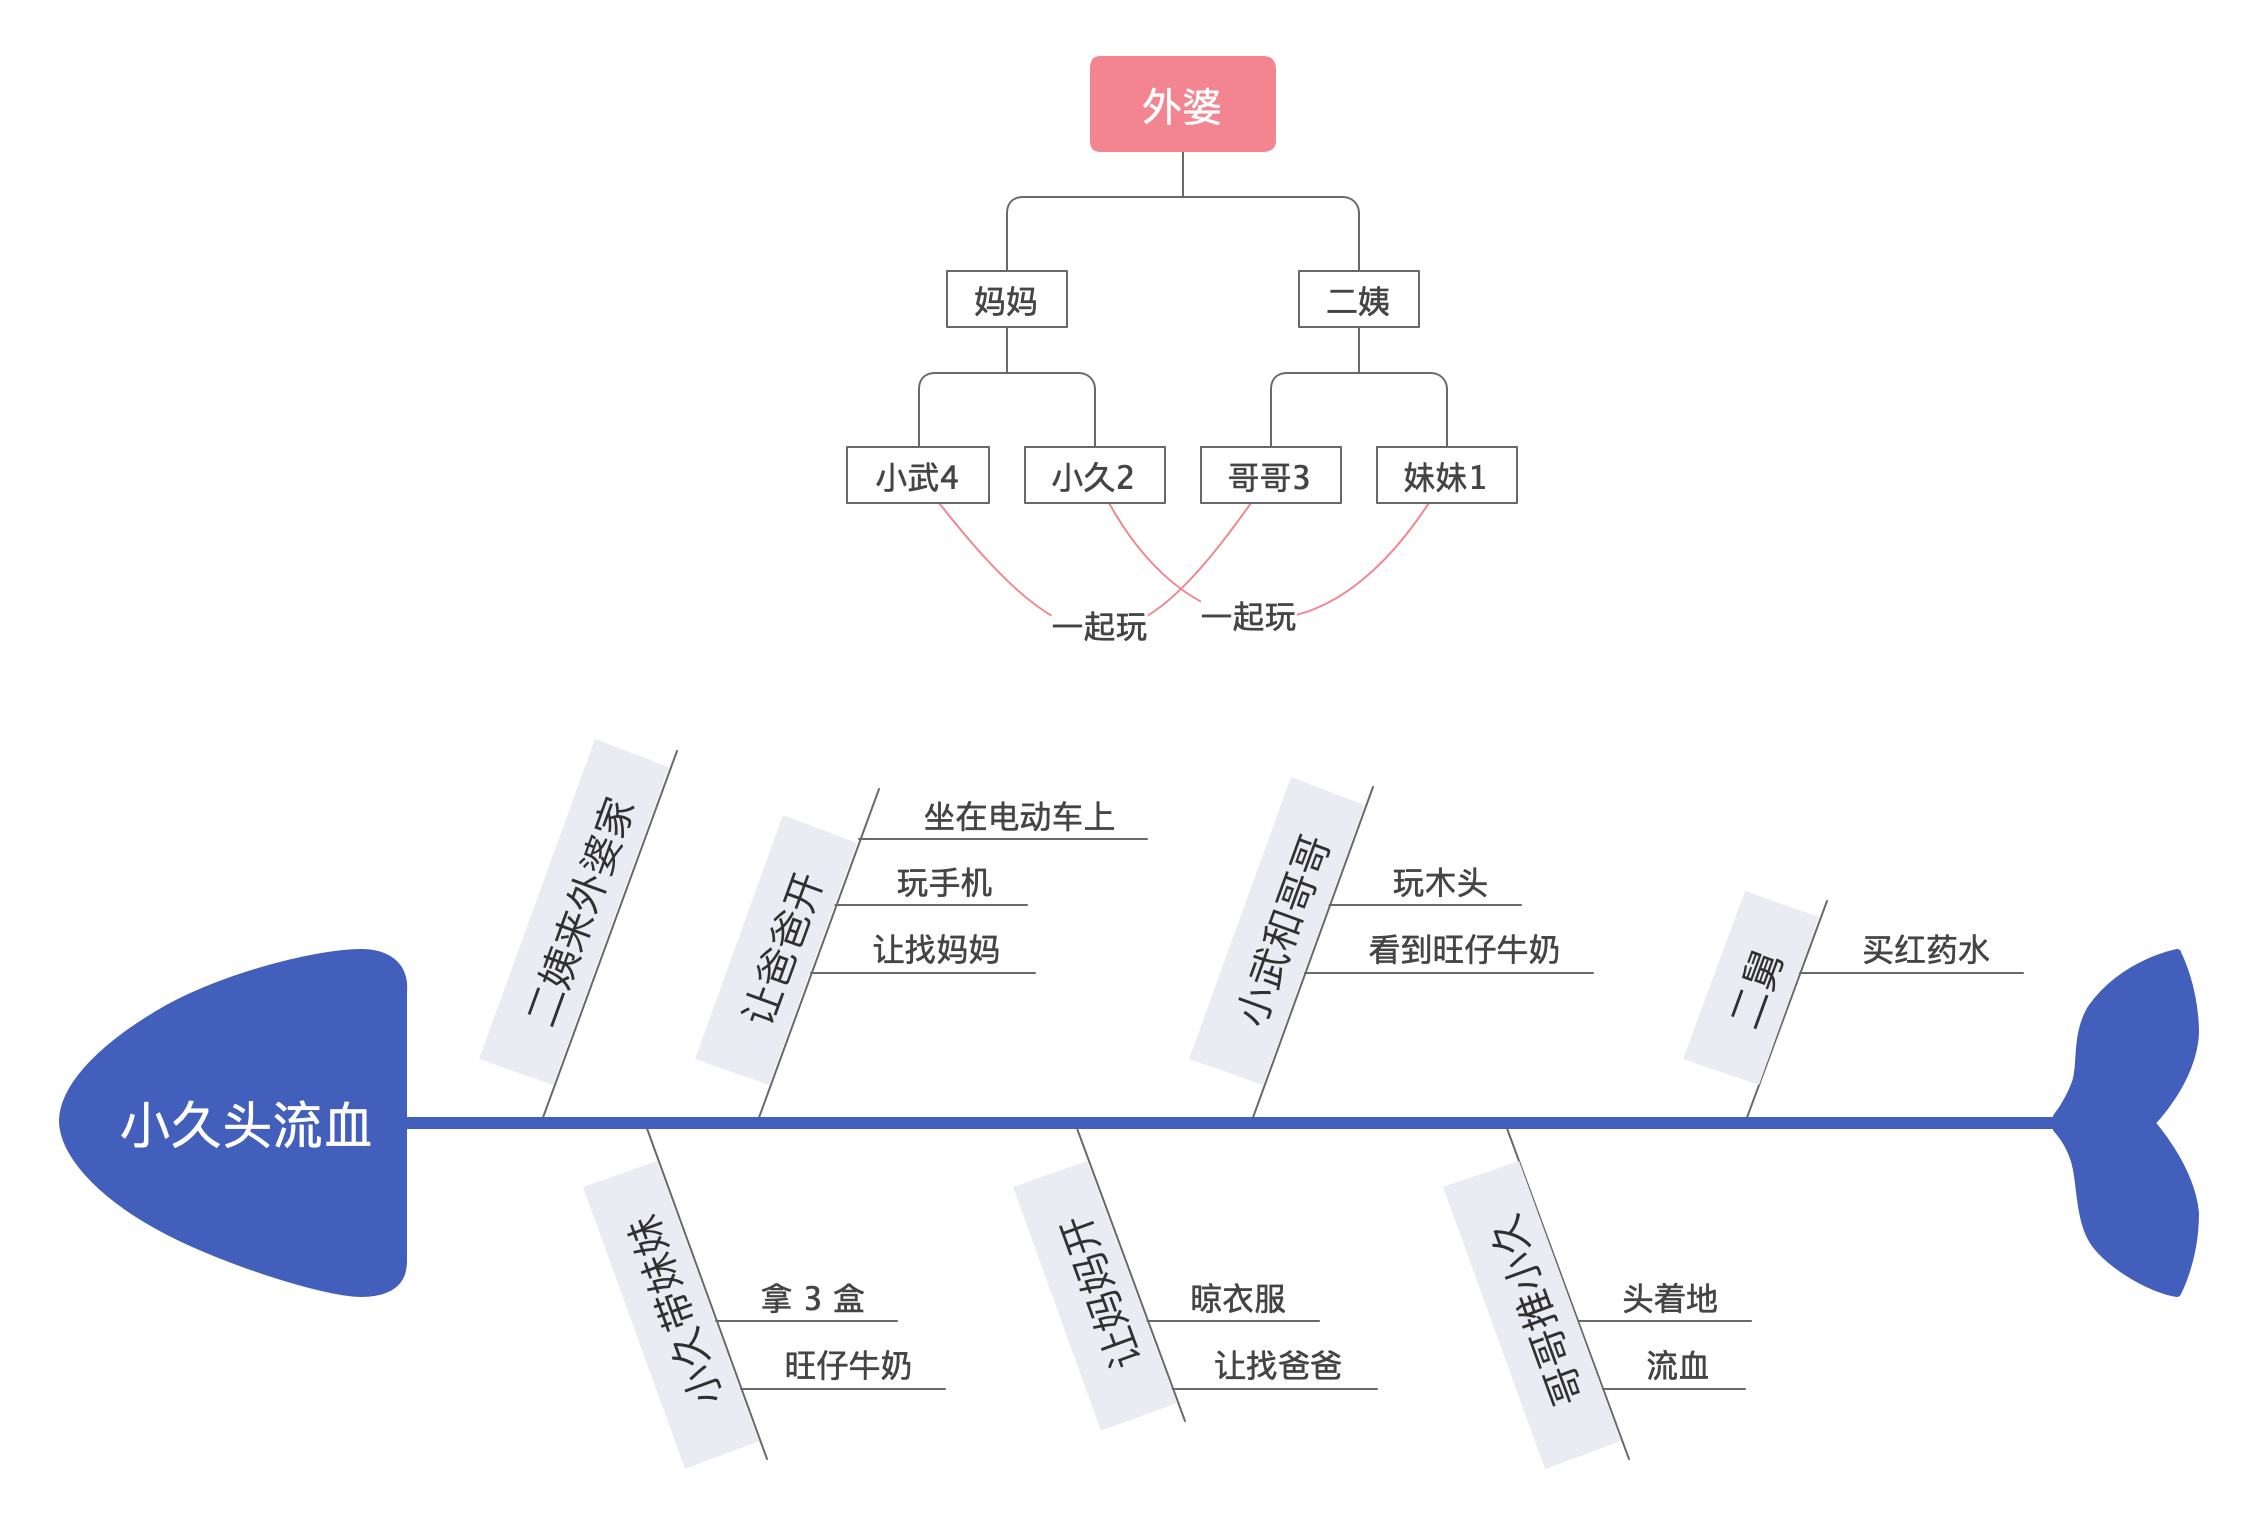 外婆
妈妈
二姨
小武4
小久2
哥哥3
妹妹1
一起玩
一起玩
小久头流血
二姨来外婆家
小久带妹妹
拿 3 盒
旺仔牛奶
让爸爸开
坐在电动车上
玩手机
让找妈妈
让妈妈开
晾衣服
让找爸爸
小武和哥哥
玩木头
看到旺仔牛奶
哥哥推小久
头着地
流血
二舅
买红药水